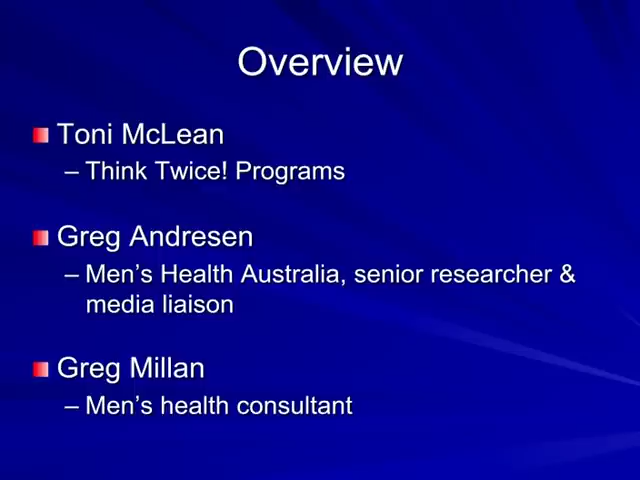 Overview
Toni McLean
– Think Twice! Programs
Greg Andresen
– Men’s Health Australia, senior researcher &
media liaison
Greg Millan
– Men’s health consultant